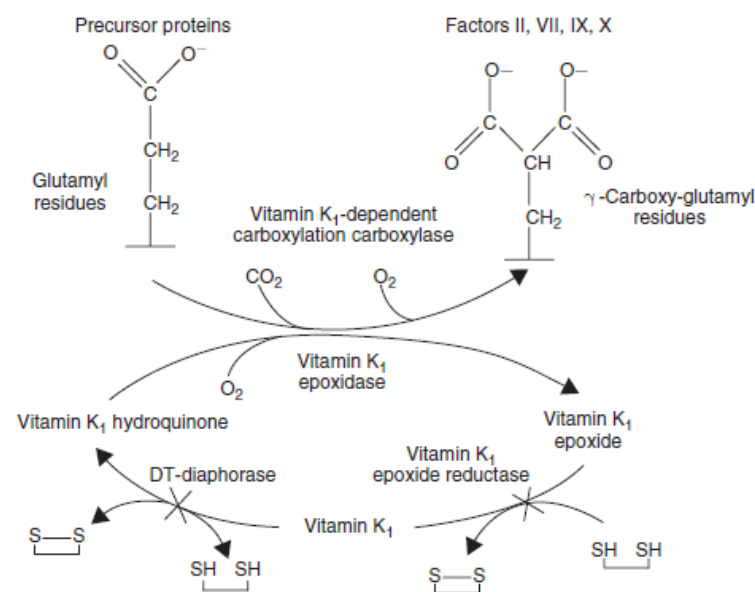 Precursor proteins
Factors II, VII, IX, X
O O−
C
CH2
CH2
Glutamyl
residues
O− O−
C C
O CH O
CH2
γ-Carboxy-glutamyl
residues
Vitamin K1-dependent
carboxylation carboxylase
CO2 O2
O2
Vitamin K1
epoxidase
Vitamin K1 hydroquinone
Vitamin K1
epoxide
DT-diaphorase
Vitamin K1
epoxide reductase
Vitamin K1
S—S
SH SH
S—S
SH SH